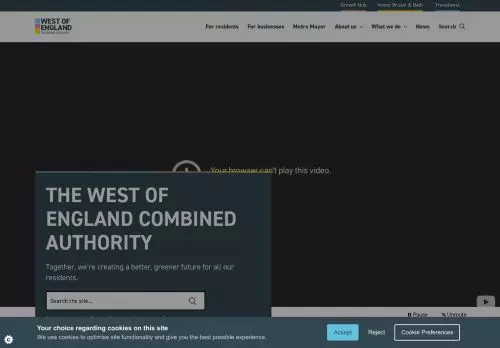 Growth Hub Invest Bristol & Bath Travelwest
WEST OF
ENGLAND
For residents For businesses Metro Mayor About us What we do News Search
Your browser can't play this video.
THE WEST OF
ENGLAND COMBINED
AUTHORITY
Together, we're creating a better, greener future for all our
residents.
Search the site...
Pause Unmute
Your choice regarding cookies on this site
We use cookies to optimise site functionality and give you the best possible experience.
Accept Reject Cookie Preferences